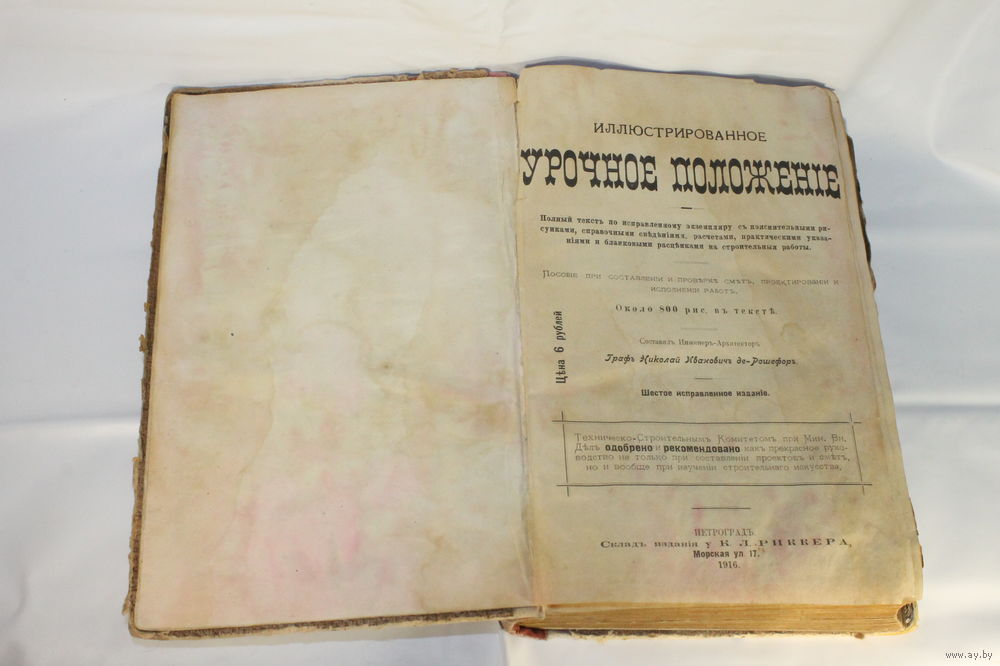 ИЛЛЮСТРИРОВАННОЕ
УРОЧНОЕ ПОЛОЖЕНІЕ
Полный текстъ по исправленному экземпляру съ пояснительными ри-
сунками, справочными свѣдѣніями, расчетами, практическими указа-
ніями и бланковыми расцѣнками на строительныя работы.
Пособіе при составленіи и провѣркѣ смѣтъ, проектированіи и
исполненіи работъ.
Около 800 рис. въ текстѣ.
Цѣна 6 рублей
Составилъ Инженеръ-Архитекторъ
Графъ Николай Ивановичъ де-Рошефоръ.
Шестое исправленное изданіе.
Техническо-Строительнымъ Комитетомъ при Мин. Вн.
Дѣлъ одобрено и рекомендовано какъ прекрасное руко-
водство не только при составленіи проектовъ и смѣтъ,
но и вообще при изученіи строительнаго искусства.
ПЕТРОГРАДЪ
Складъ изданія у К. Л. РИККЕРА,
Морская ул. 17.
1916.
www.ay.by